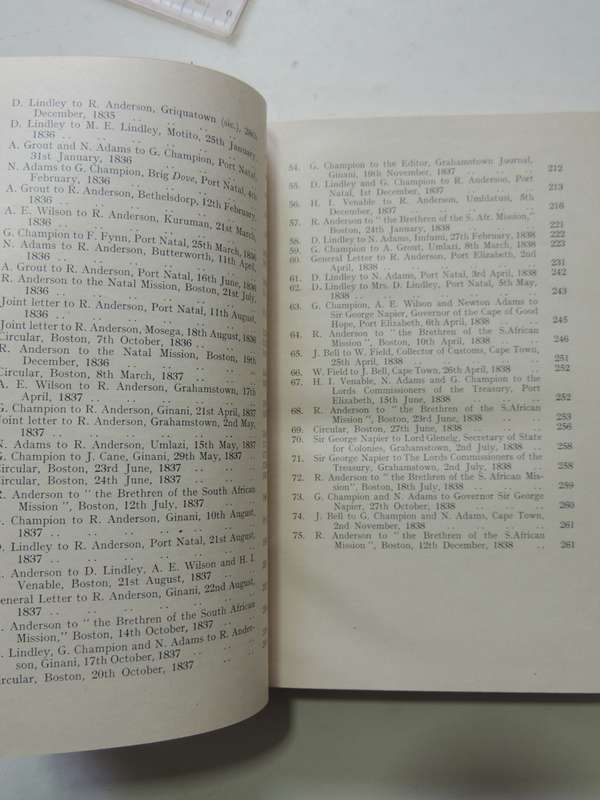 D. Lindley to R. Anderson, Griquatown (sic.),
December, 1835
D. Lindley to M. E. Lindley, Motito, 25th January,
1836
A. Grout and N. Adams to G. Champion, Port Natal,
31st January, 1836
N. Adams to G. Champion, Brig Dove, Port Natal, 4th
February, 1836
A. Grout to R. Anderson, Bethelsdorp, 12th February,
1836
A. E. Wilson to R. Anderson, Kuruman, 21st March,
1836
G. Champion to F. Fynn, Port Natal, 25th March, 1836
N. Adams to R. Anderson, Butterworth, 11th April,
1836
A. Grout to R. Anderson, Port Natal, 16th June, 1836
R. Anderson to the Natal Mission, Boston, 21st July,
1836
Joint letter to R. Anderson, Port Natal, 11th August,
1836
Joint letter to R. Anderson, Mosega, 18th August, 1836
Circular, Boston, 7th October, 1836
R. Anderson to the Natal Mission, Boston, 19th
December, 1836
Circular, Boston, 8th March, 1837
A. E. Wilson to R. Anderson, Grahamstown, 17th
April, 1837
G. Champion to R. Anderson, Ginani, 21st April, 1837
Joint letter to R. Anderson, Grahamstown, 2nd May,
1837
N. Adams to R. Anderson, Umlazi, 15th May, 1837
G. Champion to J. Cane, Ginani, 29th May, 1837
Circular, Boston, 23rd June, 1837
Circular, Boston, 24th June, 1837
R. Anderson to " the Brethren of the South African
Mission ", Boston, 12th July, 1837
. Champion to R. Anderson, Ginani, 10th August,
1837
. Lindley to R. Anderson, Port Natal, 21st August,
1837
. Anderson to D. Lindley, A. E. Wilson and H. I.
Venable, Boston, 21st August, 1837
General Letter to R. Anderson, Ginani, 22nd August,
1837
. Anderson to " the Brethren of the South African
Mission," Boston, 14th October, 1837
. Lindley, G. Champion and N. Adams to R. Ander-
son, Ginani, 17th October, 1837
Circular, Boston, 20th October, 1837
54. G. Champion to the Editor, Grahamstown Journal,
Ginani, 18th November, 1837 .. 212
55. D. Lindley and G. Champion to R. Anderson, Port
Natal, 1st December, 1837 .. 213
56. H. I. Venable to R. Anderson, Umhlatusi, 5th
December, 1837 .. 216
57. R. Anderson to "the Brethren of the S. Afr. Mission,"
Boston, 24th January, 1838 .. 221
58. D. Lindley to N. Adams, Imfumi, 27th February, 1838 222
59. G. Champion to A. Grout, Umlazi, 8th March, 1838 223
60. General Letter to R. Anderson, Port Elizabeth, 2nd
April, 1838 .. 231
61. D. Lindley to N. Adams, Port Natal, 3rd April, 1838 242
62. D. Lindley to Mrs. D. Lindley, Port Natal, 5th May,
1838 .. 243
63. G. Champion, A. E. Wilson and Newton Adams to
Sir George Napier, Governor of the Cape of Good
Hope, Port Elizabeth, 6th April, 1838 .. 245
64. R. Anderson to "the Brethren of the S.African
Mission", Boston, 10th April, 1838 .. 246
65. J. Bell to W. Field, Collector of Customs, Cape Town,
25th April, 1838 .. 251
66. W. Field to J. Bell, Cape Town, 26th April, 1838 .. 252
67. H. I. Venable, N. Adams and G. Champion to the
Lords Commissioners of the Treasury, Port
Elizabeth, 15th June, 1838 .. 252
68. R. Anderson to " the Brethren of the S.African
Mission", Boston, 23rd June, 1838 .. 253
69. Circular, Boston, 27th June, 1838 .. 256
70. Sir George Napier to Lord Glenelg, Secretary of State
for Colonies, Grahamstown, 2nd July, 1838 .. 258
71. Sir George Napier to The Lords Commissioners of the
Treasury, Grahamstown, 2nd July, 1838 .. 258
72. R. Anderson to " the Brethren of the S. African Mis-
sion", Boston, 18th July, 1838 .. 259
73. G. Champion and N. Adams to Governor Sir George
Napier, 27th October, 1838 .. 260
74. J. Bell to G. Champion and N. Adams, Cape Town,
2nd November, 1838 .. 261
75. R. Anderson to "the Brethren of the S.African
Mission ", Boston, 12th December, 1838 .. 261